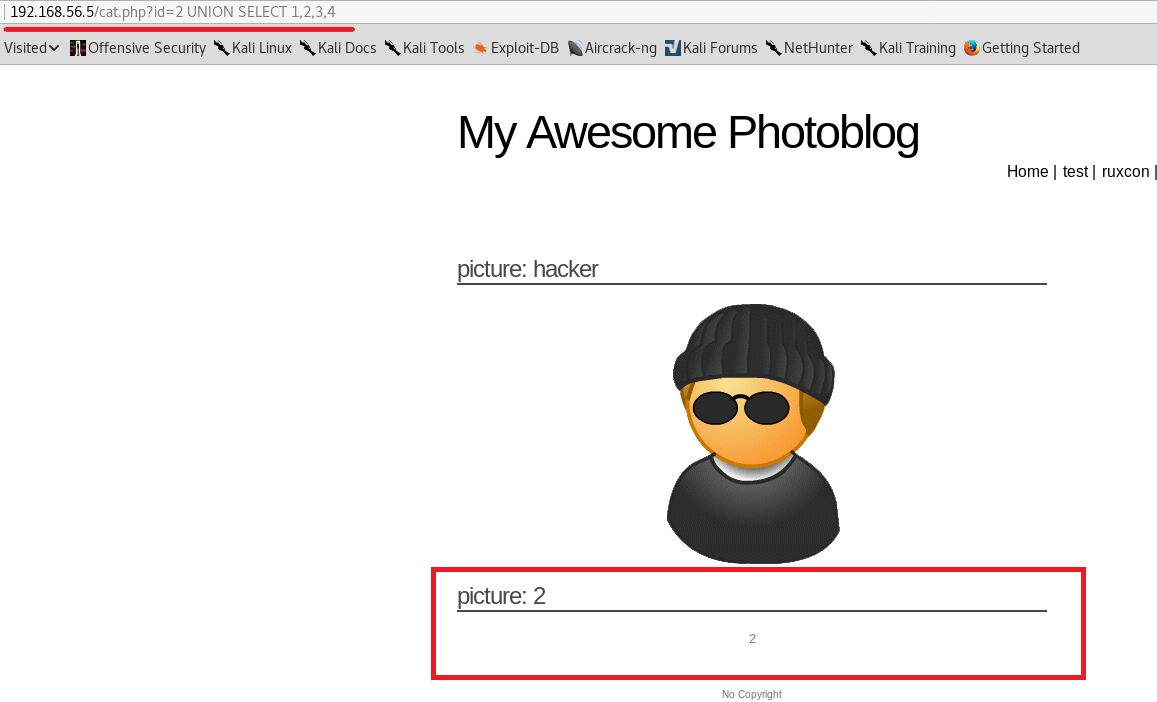 192.168.56.5/cat.php?id=2 UNION SELECT 1,2,3,4
Visited Offensive Security Kali Linux Kali Docs Kali Tools Exploit-DB Aircrack-ng Kali Forums NetHunter Kali Training Getting Started
My Awesome Photoblog
Home | test | ruxcon |
picture: hacker
picture: 2
2
No Copyright